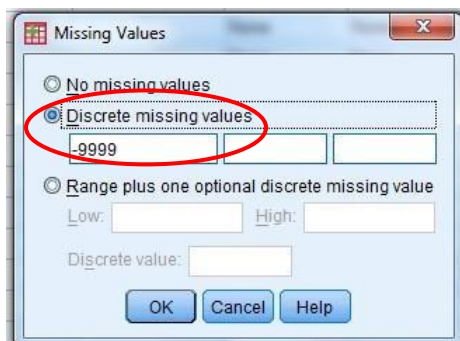 Missing Values
No missing values
Discrete missing values
-9999
Range plus one optional discrete missing value
Low: High:
Discrete value:
OK Cancel Help